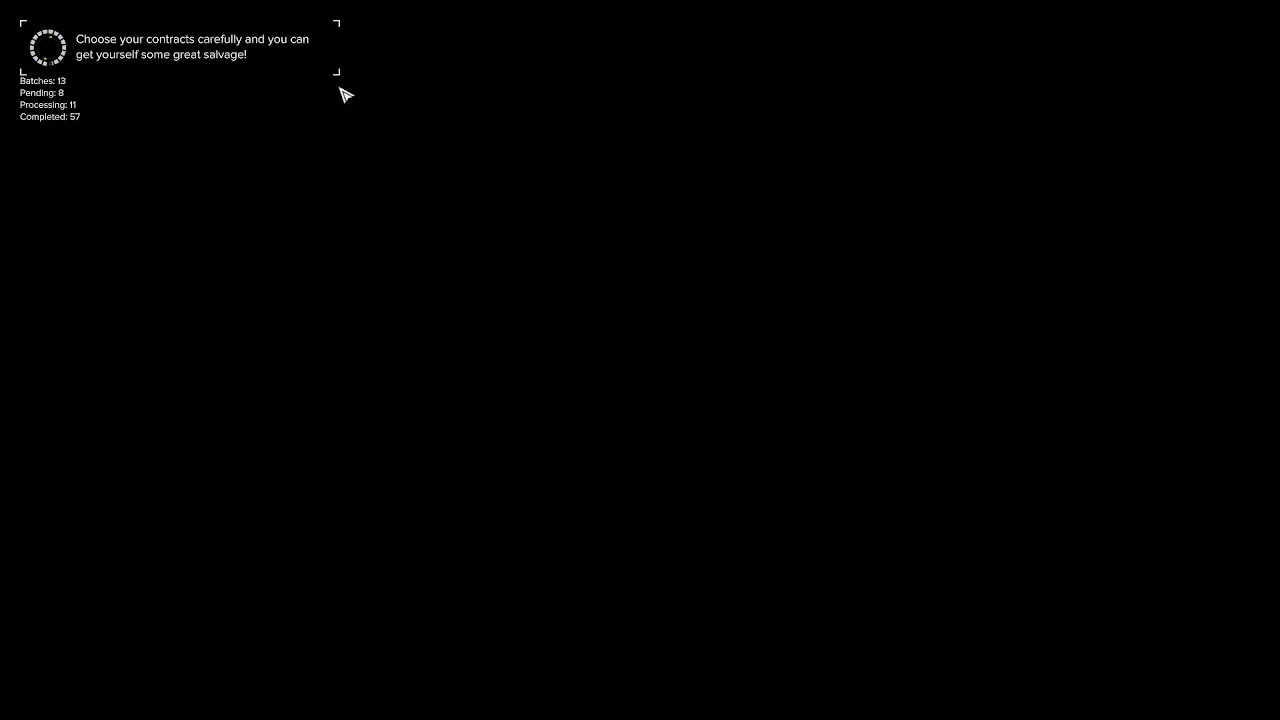 Choose your contracts carefully and you can
get yourself some great salvage!
Batches: 13
Pending: 8
Processing: 11
Completed: 57